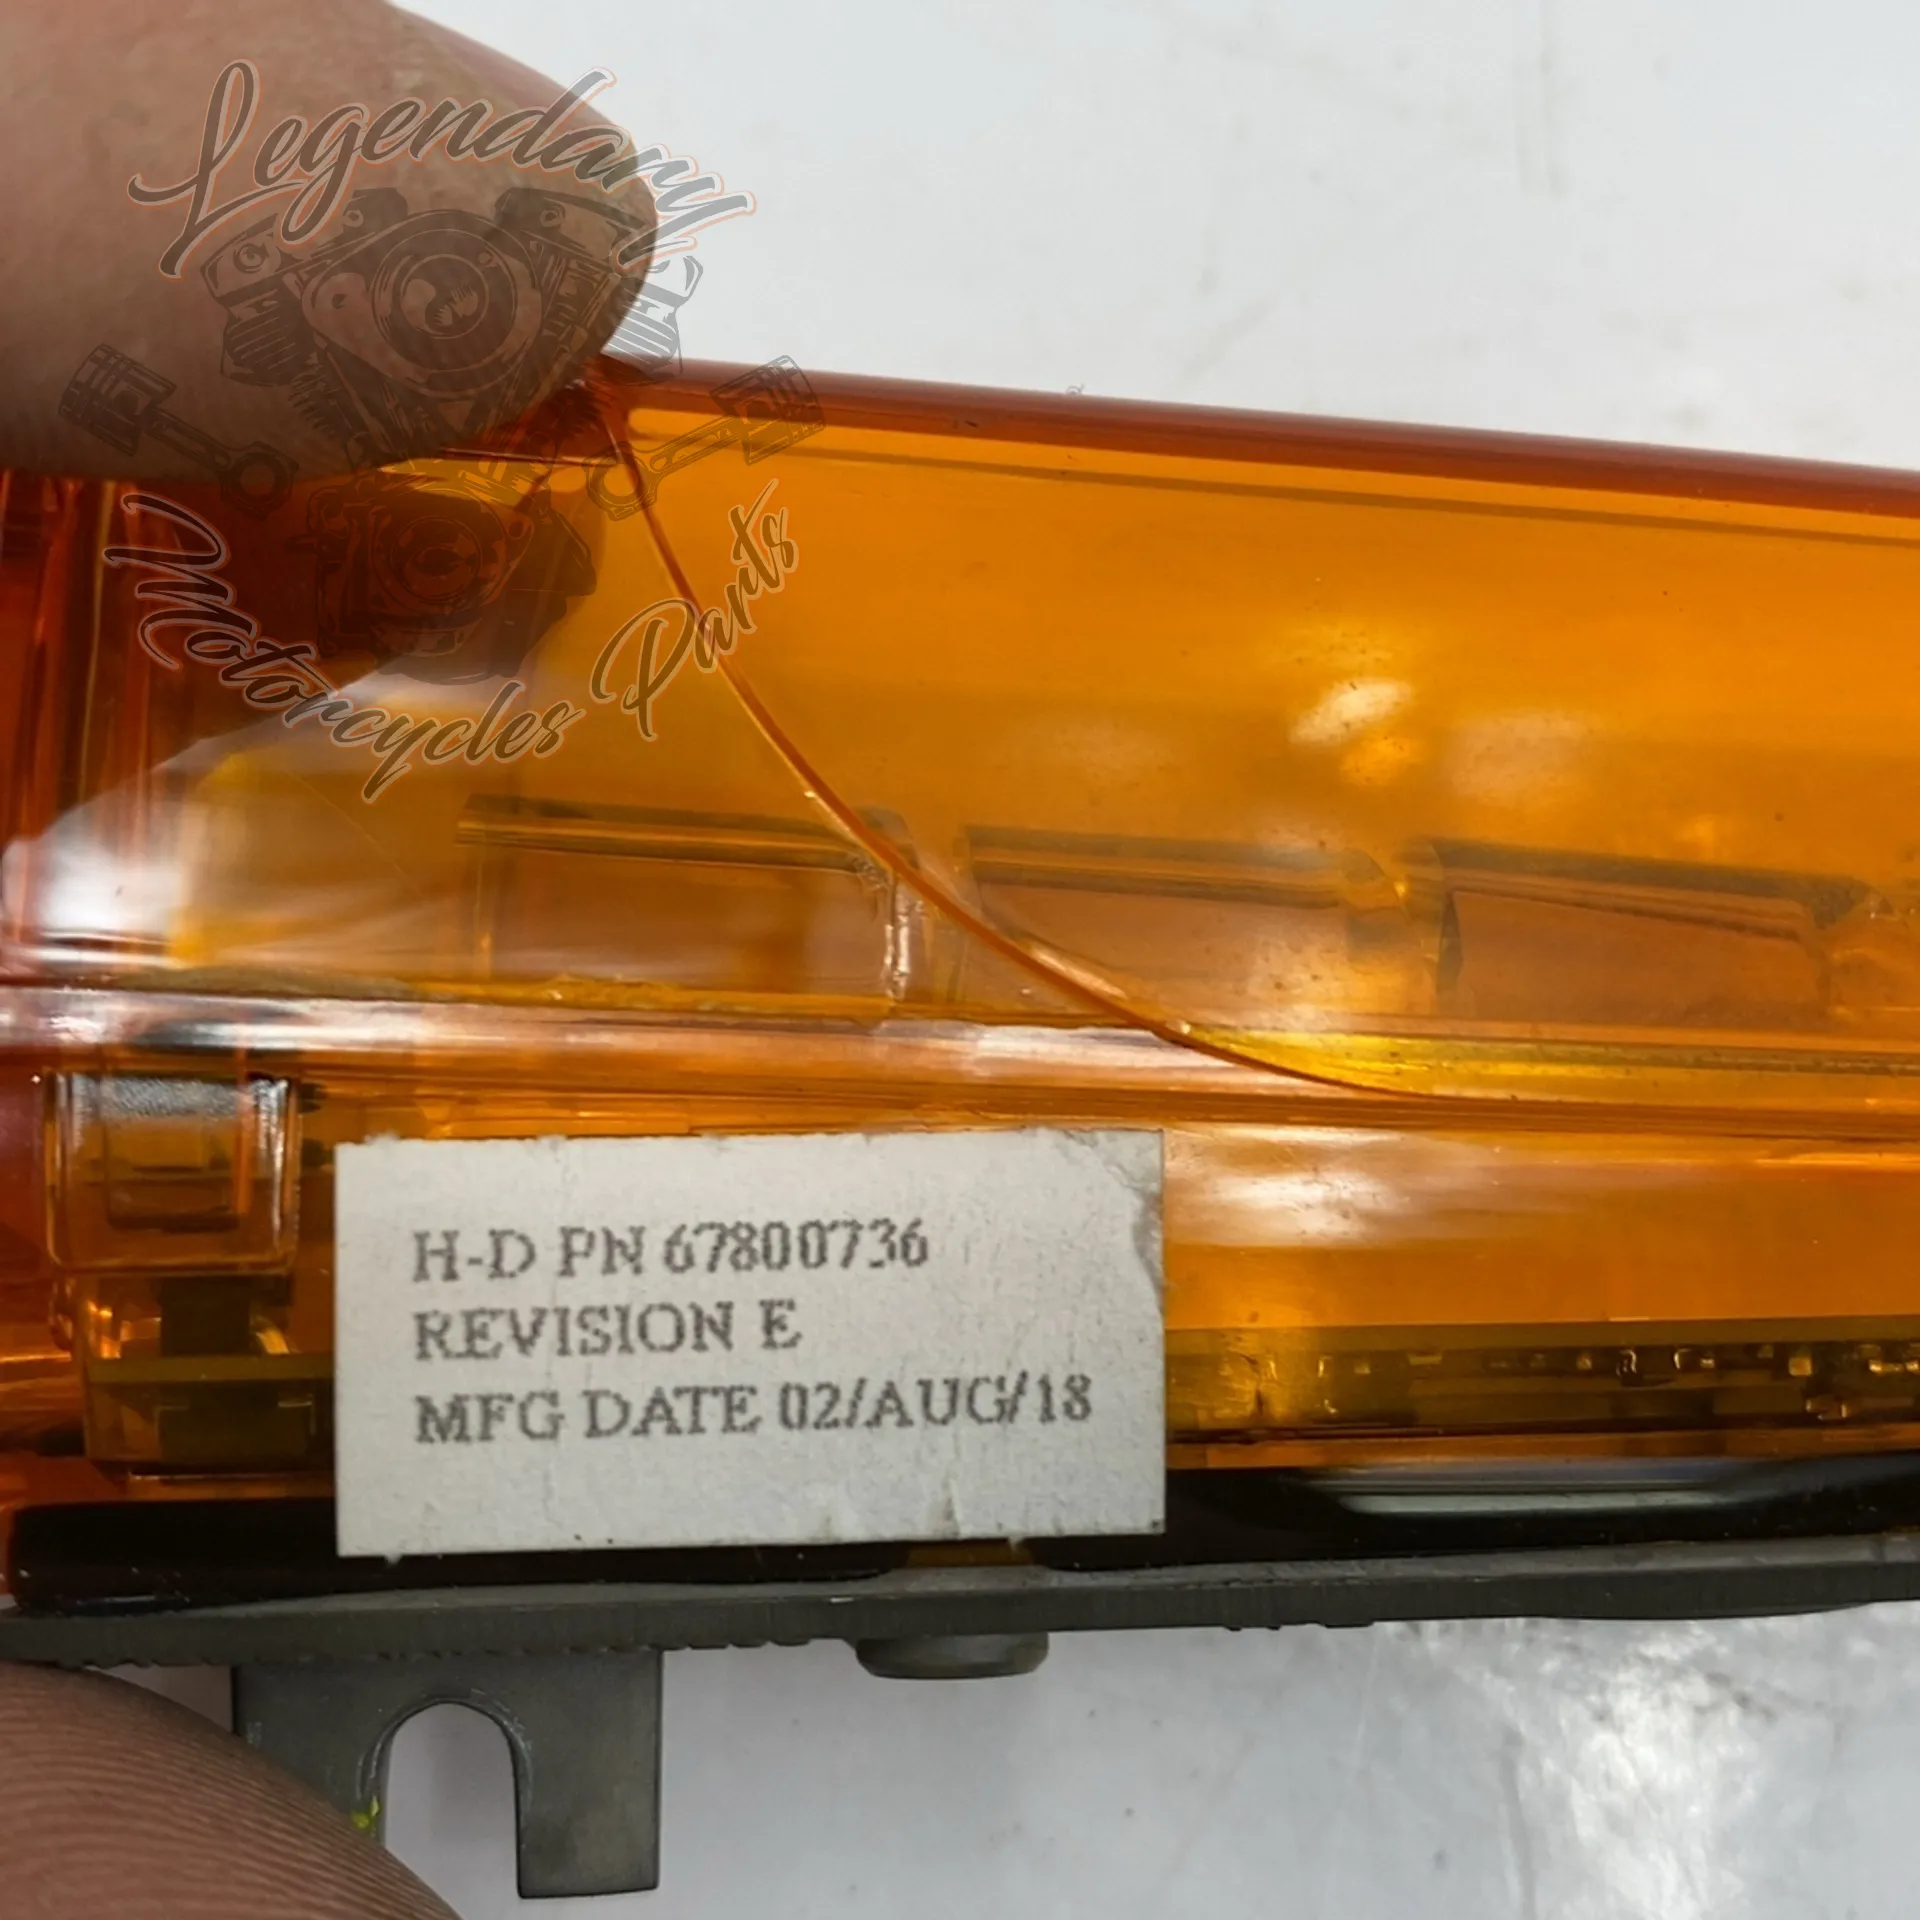 Legendary
Motorcycles Parts
H-D PN 67800736
REVISION E
MFG DATE 02/AUG/18